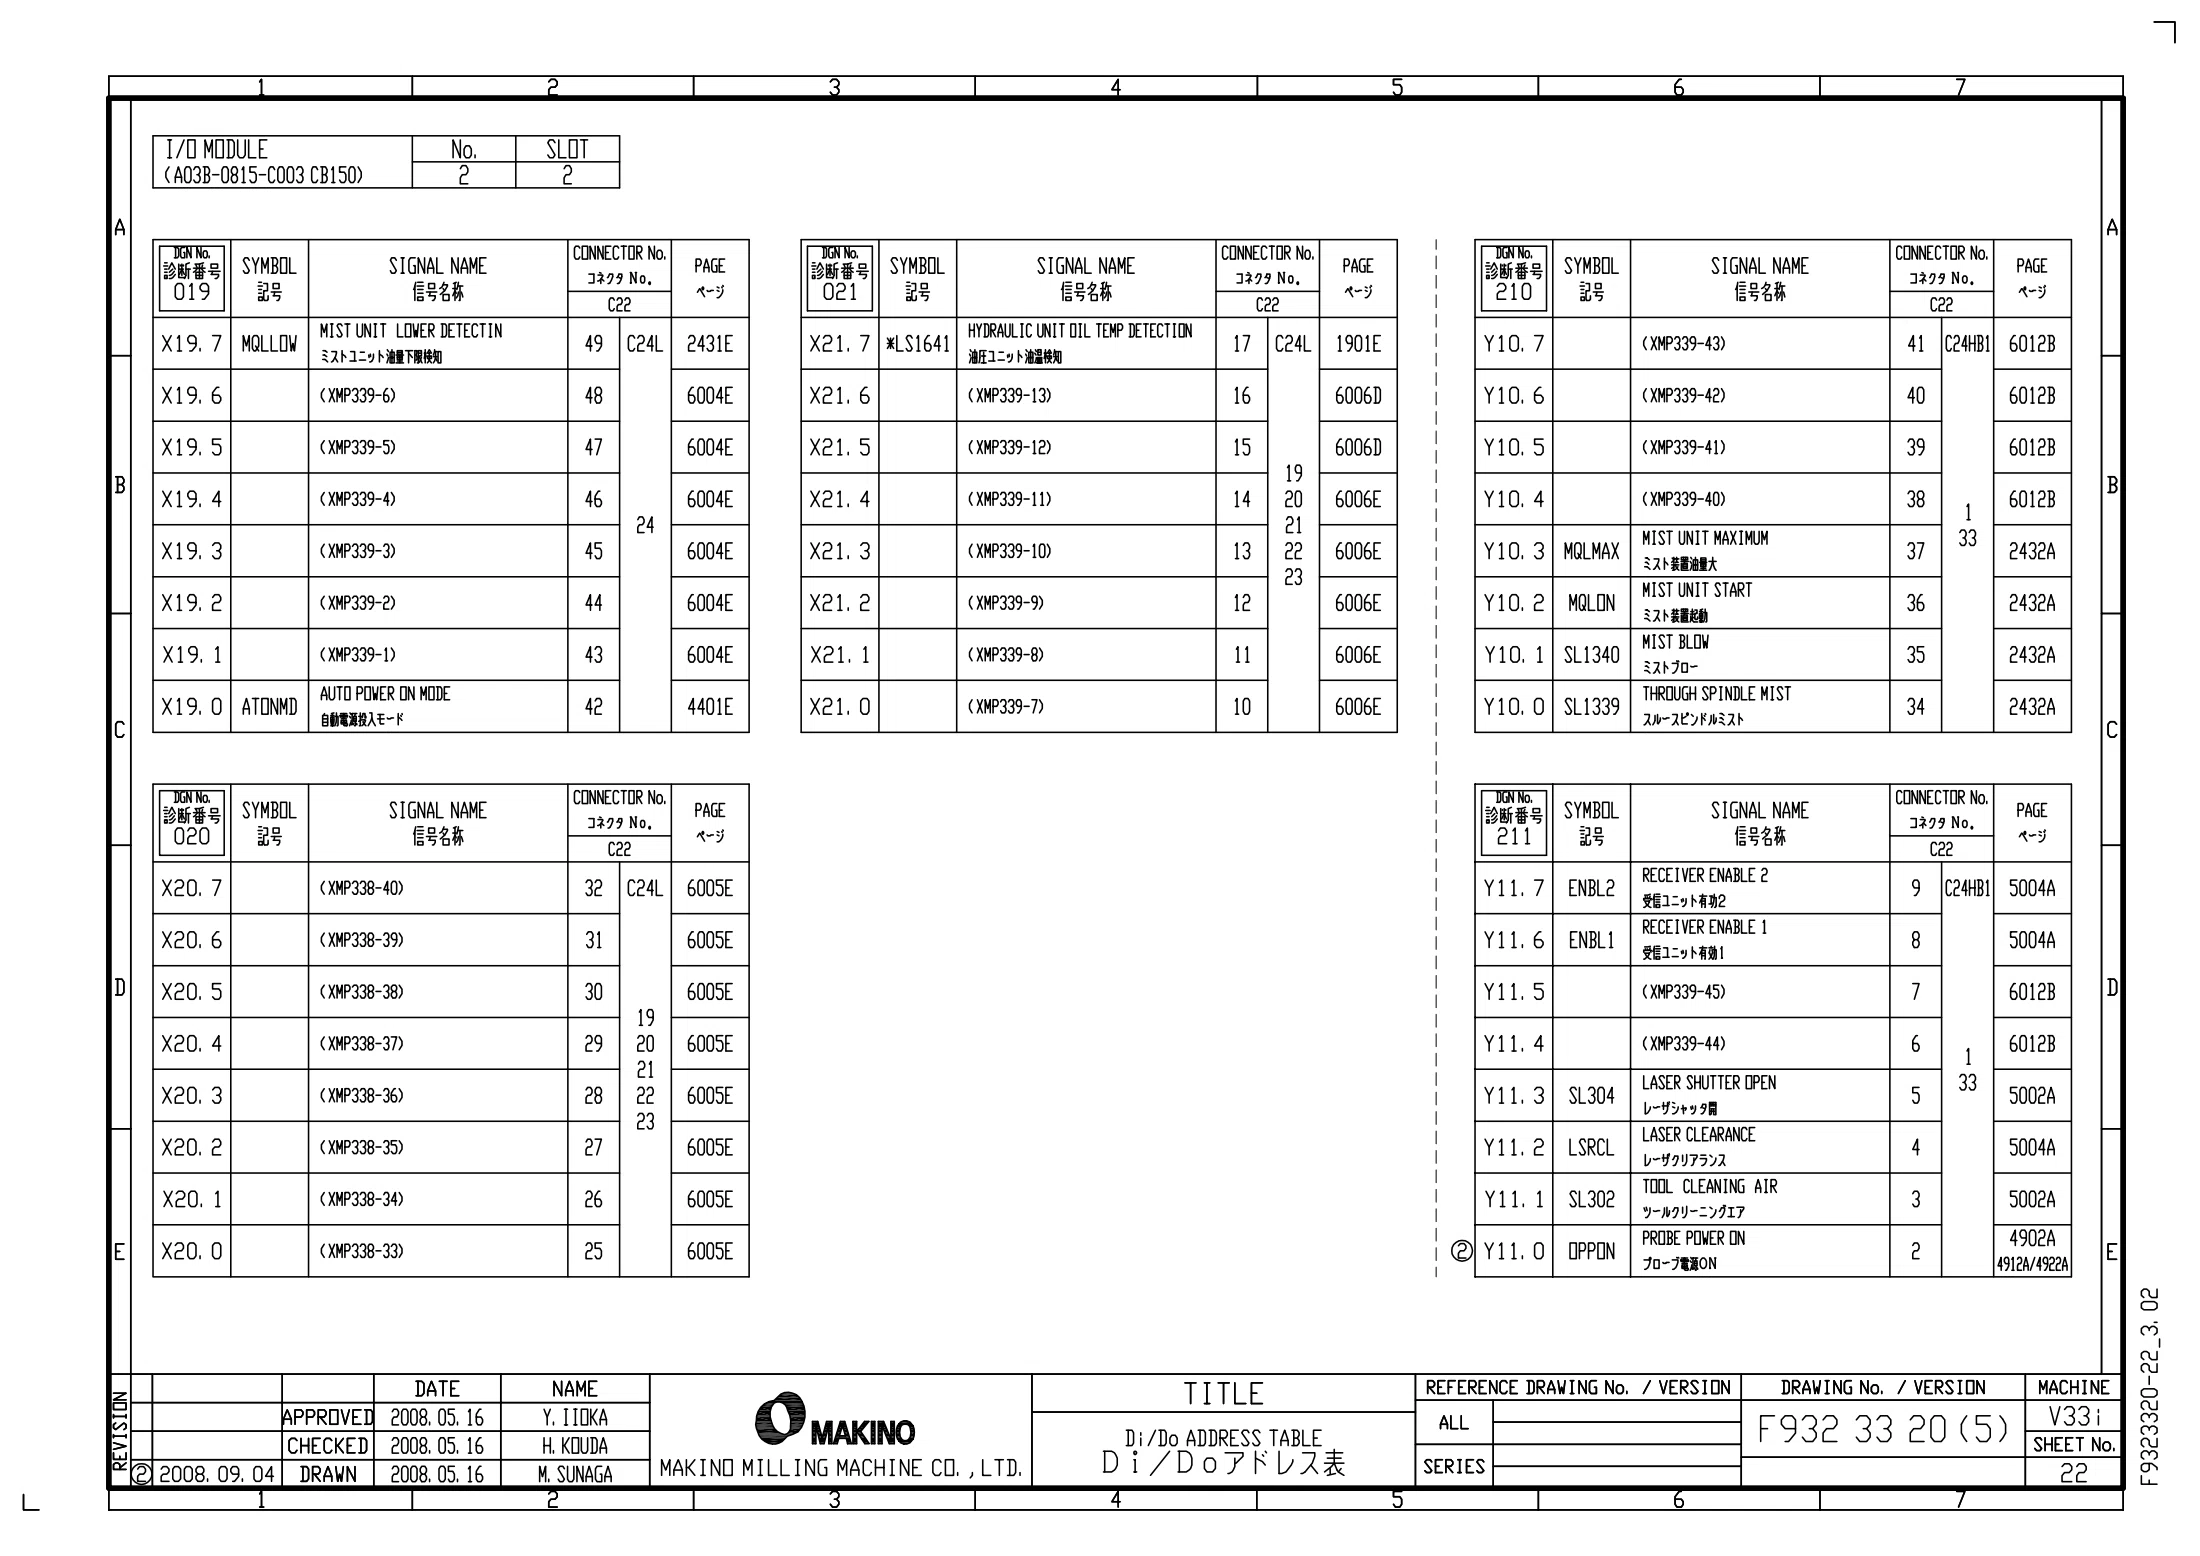 1 2 3 4 5 6 7
I/O MODULE No. SLOT
(A03B-0815-C003 CB150) 2 2
A A
B B
C C
D D
E E
DGN No. 診断番号 019 SYMBOL 記号 SIGNAL NAME 信号名称 CONNECTOR No. コネクタ No. C22 PAGE ページ
X19. 7 MQLLOW MIST UNIT LOWER DETECTIN 49 C24L 2431E
ミストユニット油量下限検知
X19. 6 (XMP339-6) 48 6004E
X19. 5 (XMP339-5) 47 6004E
X19. 4 (XMP339-4) 46 6004E
24
X19. 3 (XMP339-3) 45 6004E
X19. 2 (XMP339-2) 44 6004E
X19. 1 (XMP339-1) 43 6004E
X19. 0 ATONMD AUTO POWER ON MODE 42 4401E
自動電源投入モード
DGN No. 診断番号 020 SYMBOL 記号 SIGNAL NAME 信号名称 CONNECTOR No. コネクタ No. C22 PAGE ページ
X20. 7 (XMP338-40) 32 C24L 6005E
X20. 6 (XMP338-39) 31 6005E
X20. 5 (XMP338-38) 30 6005E
19
X20. 4 (XMP338-37) 29 20 6005E
21
X20. 3 (XMP338-36) 28 22 6005E
23
X20. 2 (XMP338-35) 27 6005E
X20. 1 (XMP338-34) 26 6005E
X20. 0 (XMP338-33) 25 6005E
DGN No. 診断番号 021 SYMBOL 記号 SIGNAL NAME 信号名称 CONNECTOR No. コネクタ No. C22 PAGE ページ
X21. 7 *LS1641 HYDRAULIC UNIT OIL TEMP DETECTION 17 C24L 1901E
油圧ユニット油温検知
X21. 6 (XMP339-13) 16 6006D
X21. 5 (XMP339-12) 15 6006D
19
X21. 4 (XMP339-11) 14 20 6006E
21
X21. 3 (XMP339-10) 13 22 6006E
23
X21. 2 (XMP339-9) 12 6006E
X21. 1 (XMP339-8) 11 6006E
X21. 0 (XMP339-7) 10 6006E
DGN No. 診断番号 210 SYMBOL 記号 SIGNAL NAME 信号名称 CONNECTOR No. コネクタ No. C22 PAGE ページ
Y10. 7 (XMP339-43) 41 C24HB1 6012B
Y10. 6 (XMP339-42) 40 6012B
Y10. 5 (XMP339-41) 39 6012B
Y10. 4 (XMP339-40) 38 6012B
1
33
Y10. 3 MQLMAX MIST UNIT MAXIMUM 37 2432A
ミスト装置油量大
Y10. 2 MQLON MIST UNIT START 36 2432A
ミスト装置起動
Y10. 1 SL1340 MIST BLOW 35 2432A
ミストブロー
Y10. 0 SL1339 THROUGH SPINDLE MIST 34 2432A
スルースピンドルミスト
DGN No. 診断番号 211 SYMBOL 記号 SIGNAL NAME 信号名称 CONNECTOR No. コネクタ No. C22 PAGE ページ
Y11. 7 ENBL2 RECEIVER ENABLE 2 9 C24HB1 5004A
受信ユニット有功2
Y11. 6 ENBL1 RECEIVER ENABLE 1 8 5004A
受信ユニット有効1
Y11. 5 (XMP339-45) 7 6012B
Y11. 4 (XMP339-44) 6 6012B
1
33
Y11. 3 SL304 LASER SHUTTER OPEN 5 5002A
レーザシャッタ開
Y11. 2 LSRCL LASER CLEARANCE 4 5004A
レーザクリアランス
Y11. 1 SL302 TOOL CLEANING AIR 3 5002A
ツールクリーニングエア
② Y11. 0 OPPON PROBE POWER ON 2 4902A
プローブ電源ON 4912A/4922A
REVISION
DATE NAME
APPROVED 2008. 05. 16 Y. IIOKA
CHECKED 2008. 05. 16 H. KOUDA
② 2008. 09. 04 DRAWN 2008. 05. 16 M. SUNAGA
MAKINO
MAKINO MILLING MACHINE CO. , LTD.
TITLE
Di/Do ADDRESS TABLE
Di/Doアドレス表
REFERENCE DRAWING No. / VERSION
ALL
SERIES
DRAWING No. / VERSION
F932 33 20 (5)
MACHINE
V33i
SHEET No.
22
F9323320-22_3. 02
1 2 3 4 5 6 7